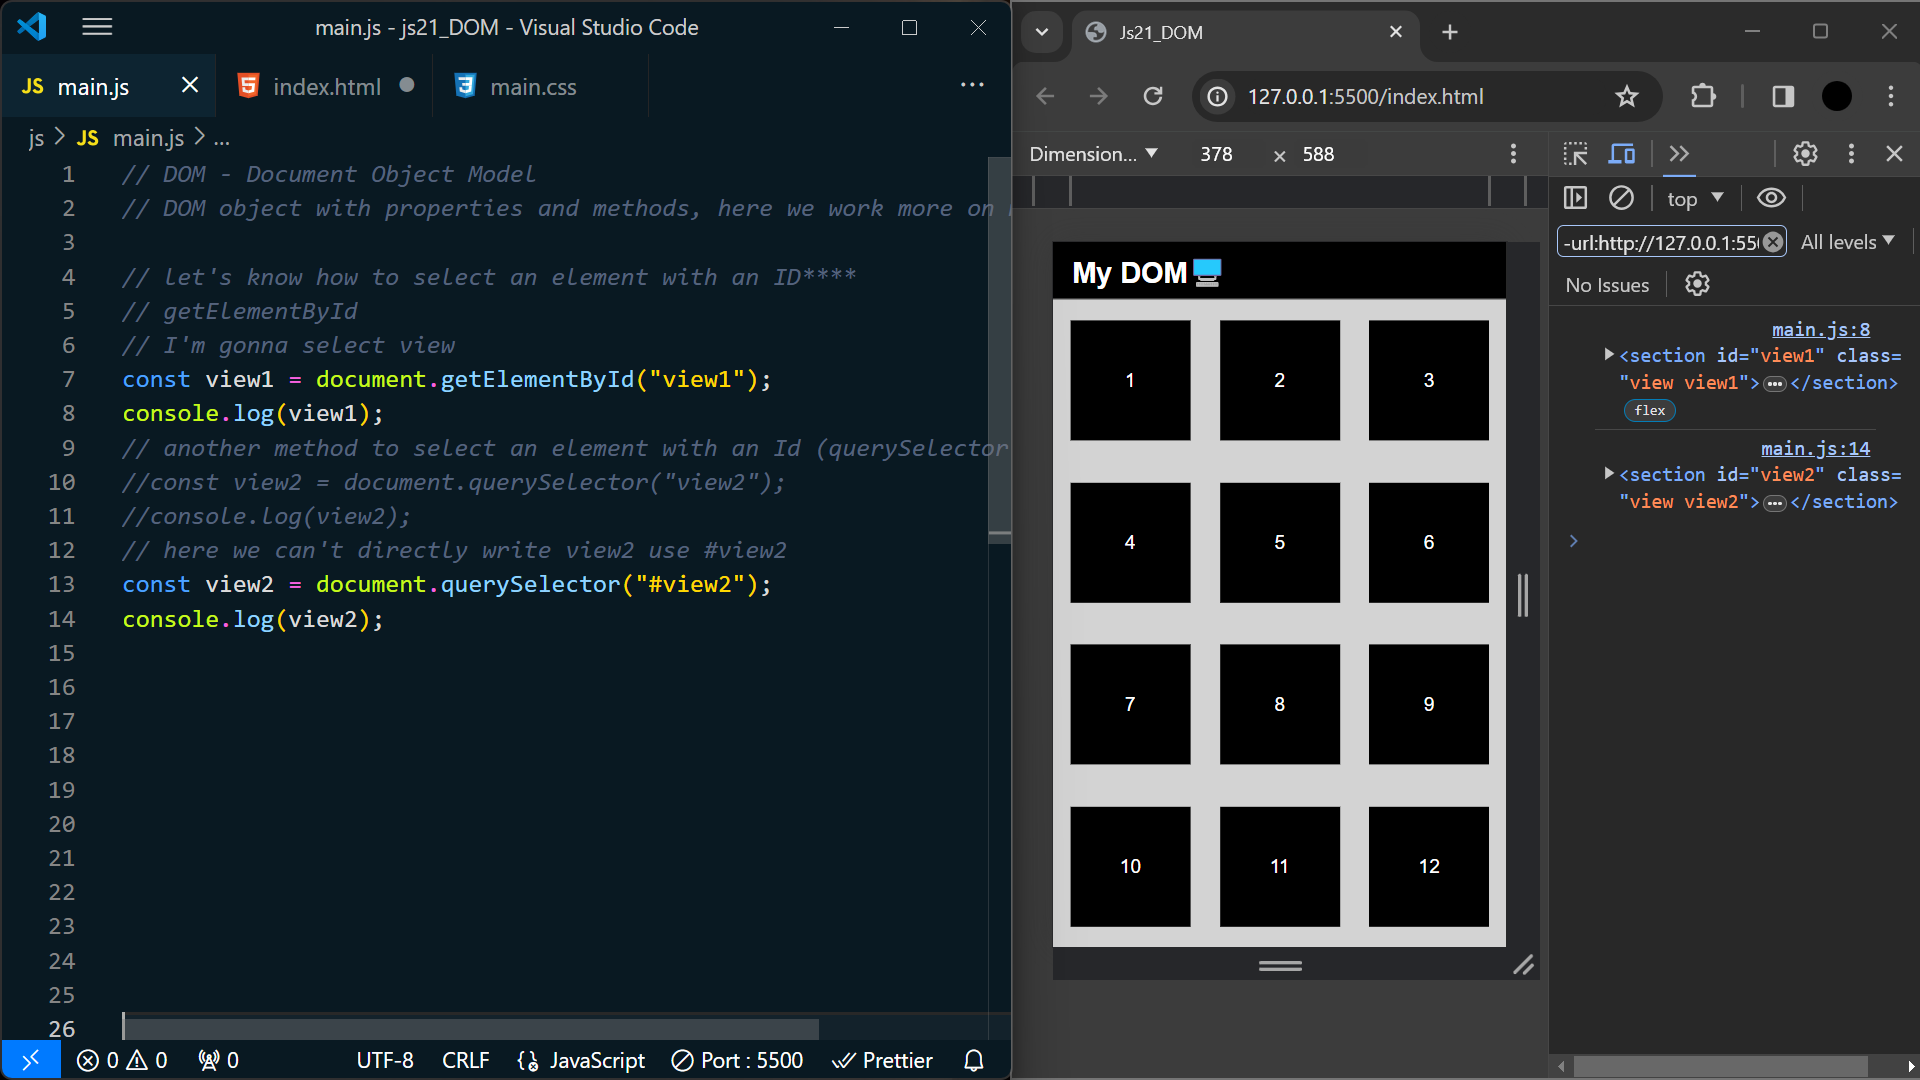 main.js - js21_DOM - Visual Studio Code
JS main.js index.html main.css
js > JS main.js > ...
1 // DOM - Document Object Model
2 // DOM object with properties and methods, here we work more on
3
4 // let's know how to select an element with an ID****
5 // getElementById
6 // I'm gonna select view
7 const view1 = document.getElementById("view1");
8 console.log(view1);
9 // another method to select an element with an Id (querySelector
10 //const view2 = document.querySelector("view2");
11 //console.log(view2);
12 // here we can't directly write view2 use #view2
13 const view2 = document.querySelector("#view2");
14 console.log(view2);
15
16
17
18
19
20
21
22
23
24
25
26
0 0 0 UTF-8 CRLF JavaScript Port : 5500 Prettier
Js21_DOM
127.0.0.1:5500/index.html
Dimension... 378 × 588
My DOM
1 2 3
4 5 6
7 8 9
10 11 12
top
-url:http://127.0.0.1:550 All levels
No Issues
main.js:8
<section id="view1" class=
"view view1">…</section>
flex
main.js:14
<section id="view2" class=
"view view2">…</section>